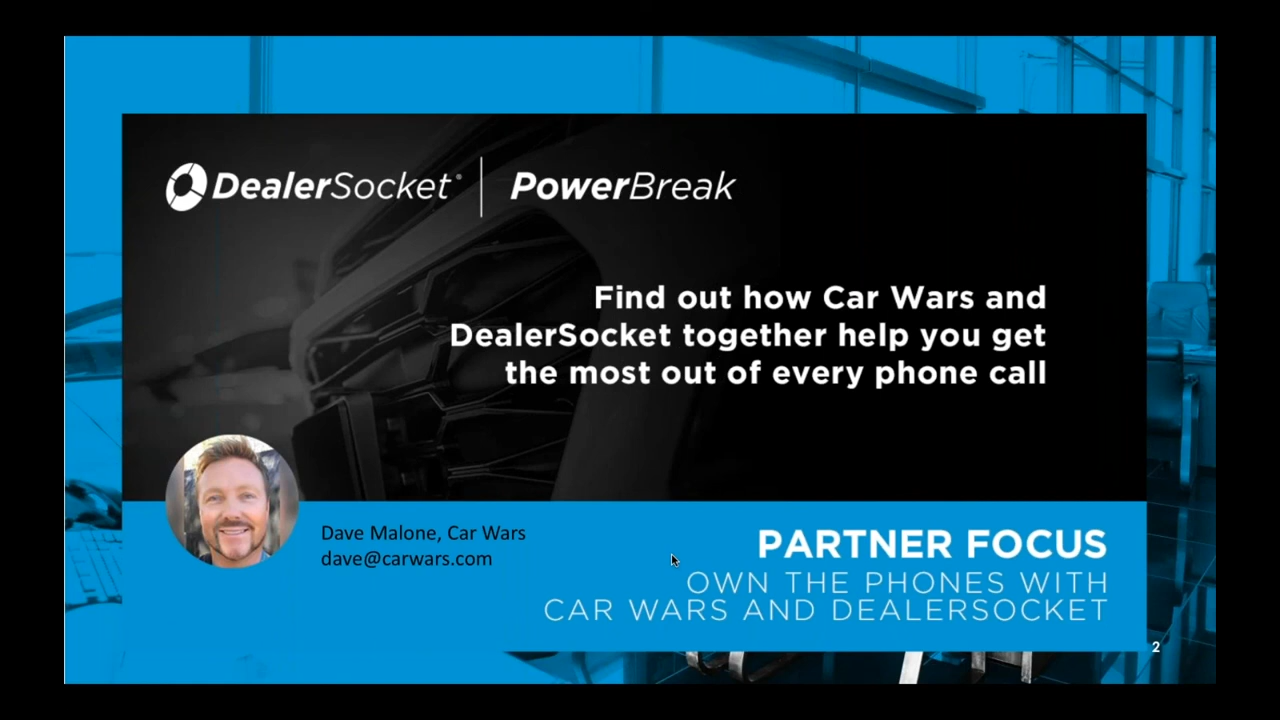 DealerSocket® | PowerBreak
Find out how Car Wars and
DealerSocket together help you get
the most out of every phone call
Dave Malone, Car Wars
dave@carwars.com
PARTNER FOCUS
OWN THE PHONES WITH
CAR WARS AND DEALERSOCKET
2